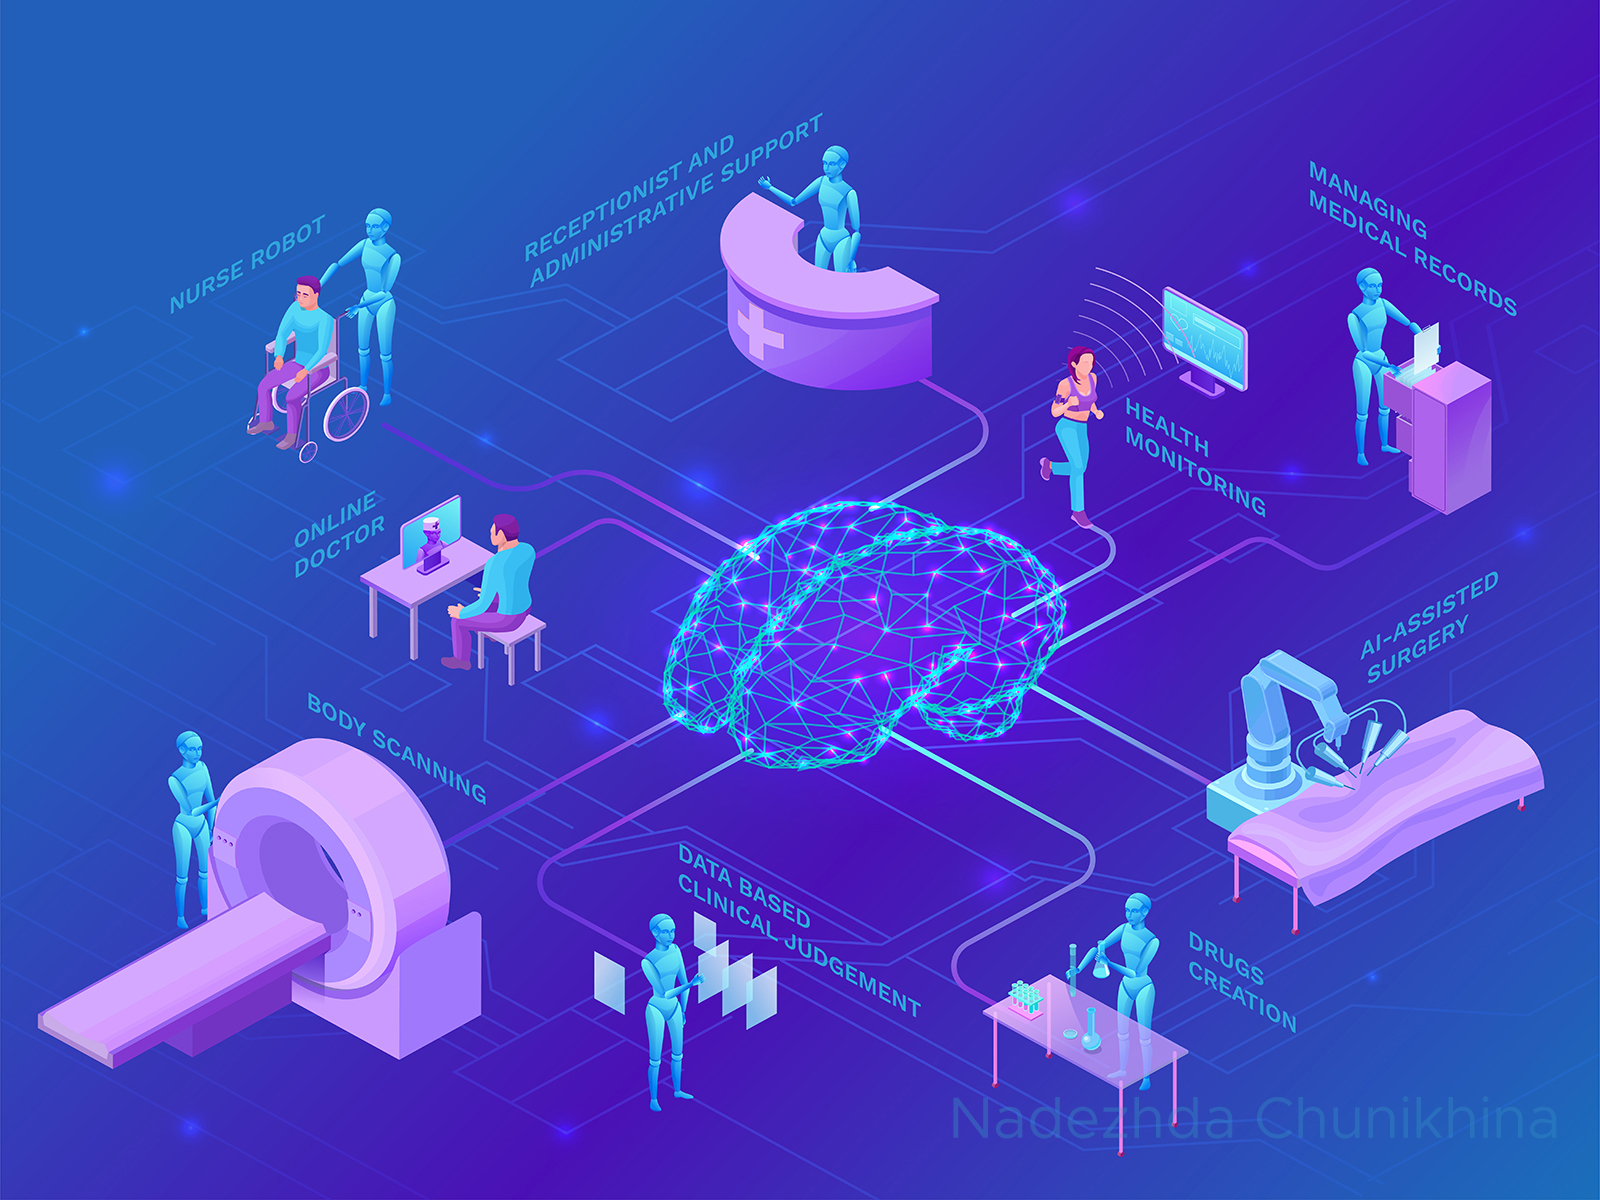 NURSE ROBOT
RECEPTIONIST AND
ADMINISTRATIVE SUPPORT
MANAGING
MEDICAL RECORDS
HEALTH
MONITORING
ONLINE
DOCTOR
AI-ASSISTED
SURGERY
BODY SCANNING
DATA BASED
CLINICAL JUDGEMENT
DRUGS
CREATION
Nadezhda Chunikhina